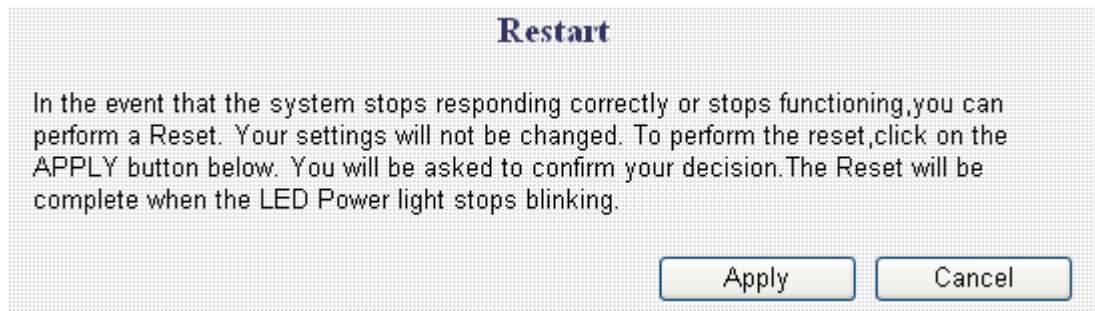 Restart
In the event that the system stops responding correctly or stops functioning,you can
perform a Reset. Your settings will not be changed. To perform the reset,click on the
APPLY button below. You will be asked to confirm your decision.The Reset will be
complete when the LED Power light stops blinking.
Apply Cancel